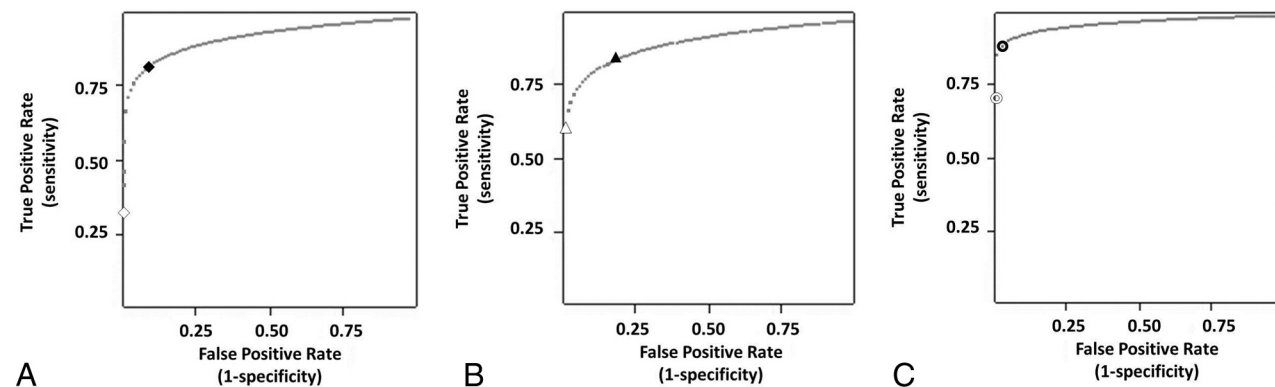 True Positive Rate
(sensitivity)
0.75
0.50
0.25
0.25 0.50 0.75
False Positive Rate
(1-specificity)
A
True Positive Rate
(sensitivity)
0.75
0.50
0.25
0.25 0.50 0.75
False Positive Rate
(1-specificity)
B
True Positive Rate
(sensitivity)
0.75
0.50
0.25
0.25 0.50 0.75
False Positive Rate
(1-specificity)
C